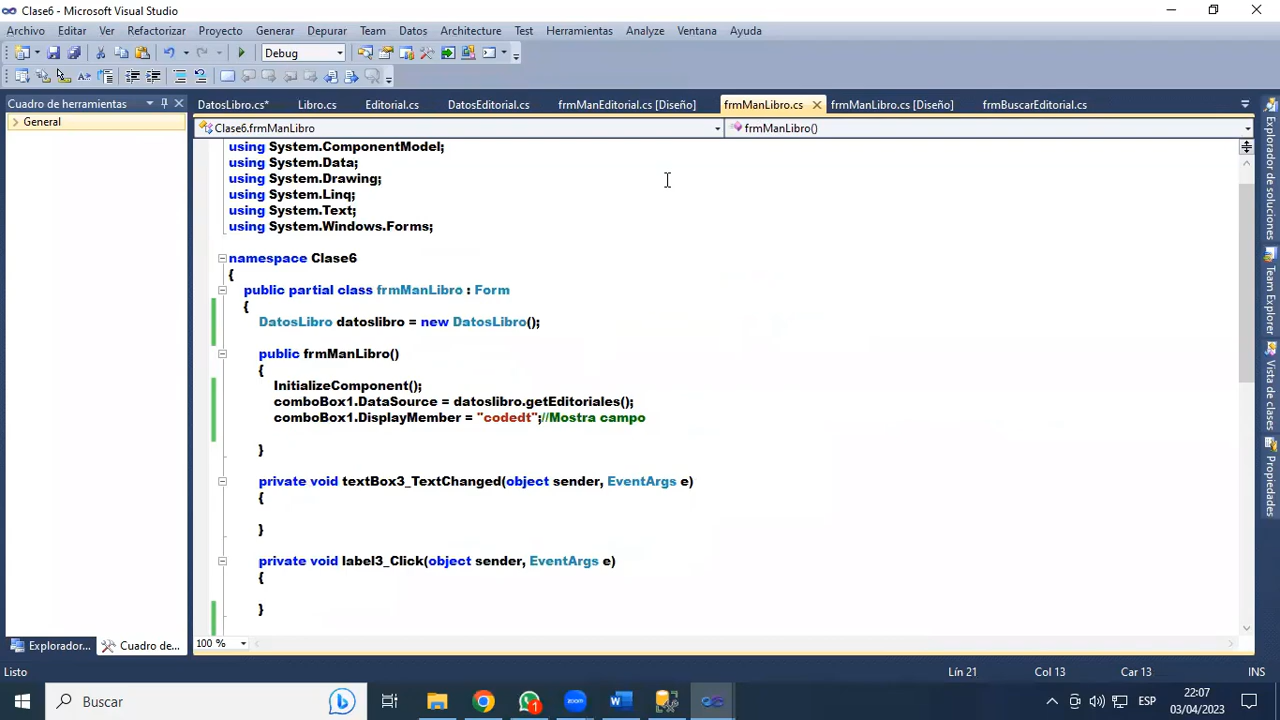 Clase6 - Microsoft Visual Studio
Archivo Editar Ver Refactorizar Proyecto Generar Depurar Team Datos Architecture Test Herramientas Analyze Ventana Ayuda
Debug
Cuadro de herramientas
General
DatosLibro.cs* Libro.cs Editorial.cs DatosEditorial.cs frmManEditorial.cs [Diseño] frmManLibro.cs frmManLibro.cs [Diseño] frmBuscarEditorial.cs
Clase6.frmManLibro frmManLibro()
using System.ComponentModel;
using System.Data;
using System.Drawing;
using System.Linq;
using System.Text;
using System.Windows.Forms;
namespace Clase6
{
public partial class frmManLibro : Form
{
DatosLibro datoslibro = new DatosLibro();
public frmManLibro()
{
InitializeComponent();
comboBox1.DataSource = datoslibro.getEditoriales();
comboBox1.DisplayMember = "codedt";//Mostra campo
}
private void textBox3_TextChanged(object sender, EventArgs e)
{
}
private void label3_Click(object sender, EventArgs e)
{
}
100 %
Explorador de soluciones
Team Explorer
Vista de clases
Propiedades
Explorador... Cuadro de...
Listo Lín 21 Col 13 Car 13 INS
Buscar
1
zoom
ESP
22:07
03/04/2023